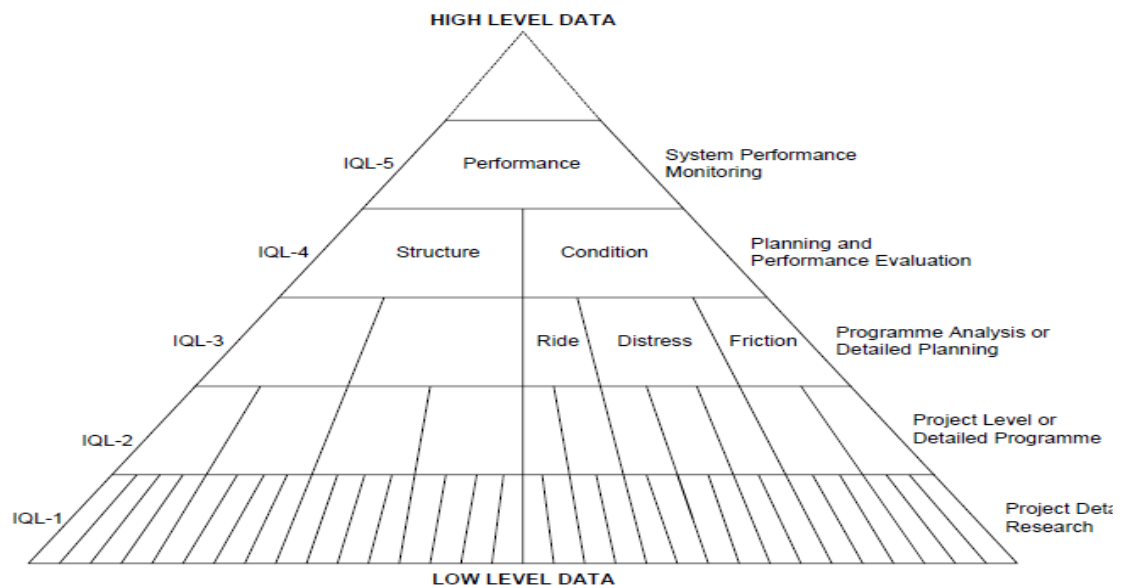 HIGH LEVEL DATA
IQL-5
Performance
System Performance
Monitoring
IQL-4
Structure
Condition
Planning and
Performance Evaluation
IQL-3
Ride
Distress
Friction
Programme Analysis or
Detailed Planning
IQL-2
Project Level or
Detailed Programme
IQL-1
Project Deta
Research
LOW LEVEL DATA